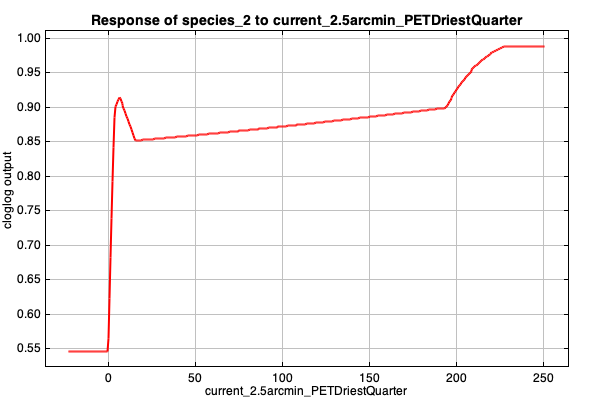 Response of species_2 to current_2.5arcmin_PETDriestQuarter
1.00
0.95
0.90
0.85
0.80
0.75
0.70
0.65
0.60
0.55
cloglog output
0 50 100 150 200 250
current_2.5arcmin_PETDriestQuarter